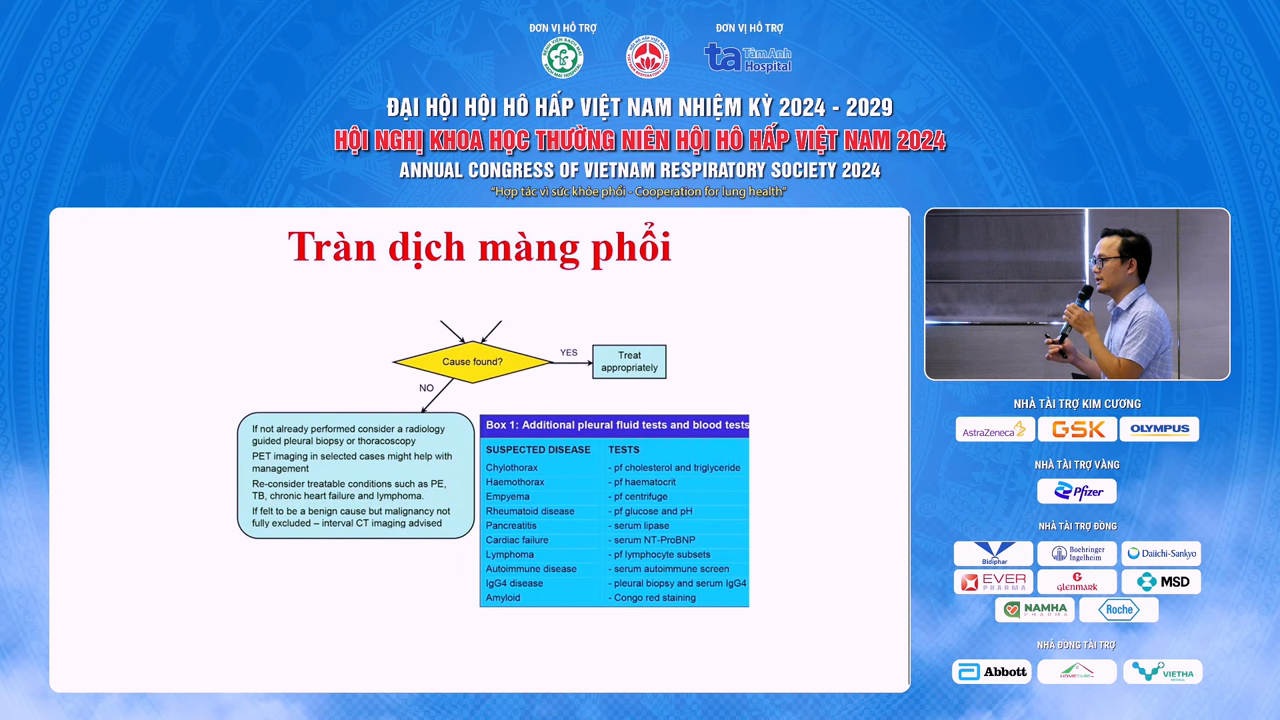 ĐƠN VỊ HỖ TRỢ
ĐƠN VỊ HỖ TRỢ
ta TâmAnh
Hospital
ĐẠI HỘI HỘI HÔ HẤP VIỆT NAM NHIỆM KỲ 2024 - 2029
HỘI NGHỊ KHOA HỌC THƯỜNG NIÊN HỘI HÔ HẤP VIỆT NAM 2024
ANNUAL CONGRESS OF VIETNAM RESPIRATORY SOCIETY 2024
"Hợp tác vì sức khỏe phổi - Cooperation for lung health"
Tràn dịch màng phổi
Cause found?
YES
Treat
appropriately
NO
If not already performed consider a radiology
guided pleural biopsy or thoracoscopy
PET imaging in selected cases might help with
management
Re-consider treatable conditions such as PE,
TB, chronic heart failure and lymphoma.
If felt to be a benign cause but malignancy not
fully excluded – interval CT imaging advised
Box 1: Additional pleural fluid tests and blood tests
SUSPECTED DISEASE TESTS
Chylothorax - pf cholesterol and triglyceride
Haemothorax - pf haematocrit
Empyema - pf centrifuge
Rheumatoid disease - pf glucose and pH
Pancreatitis - serum lipase
Cardiac failure - serum NT-ProBNP
Lymphoma - pf lymphocyte subsets
Autoimmune disease - serum autoimmune screen
IgG4 disease - pleural biopsy and serum IgG4
Amyloid - Congo red staining
NHÀ TÀI TRỢ KIM CƯƠNG
AstraZeneca
GSK
OLYMPUS
NHÀ TÀI TRỢ VÀNG
Pfizer
NHÀ TÀI TRỢ ĐỒNG
Bidiphar
Boehringer
Ingelheim
Daiichi-Sankyo
EVER
PHARMA
GLENMARK
MSD
NAMHA
PHARMA
Roche
NHÀ ĐỒNG TÀI TRỢ
Abbott
VIETHA